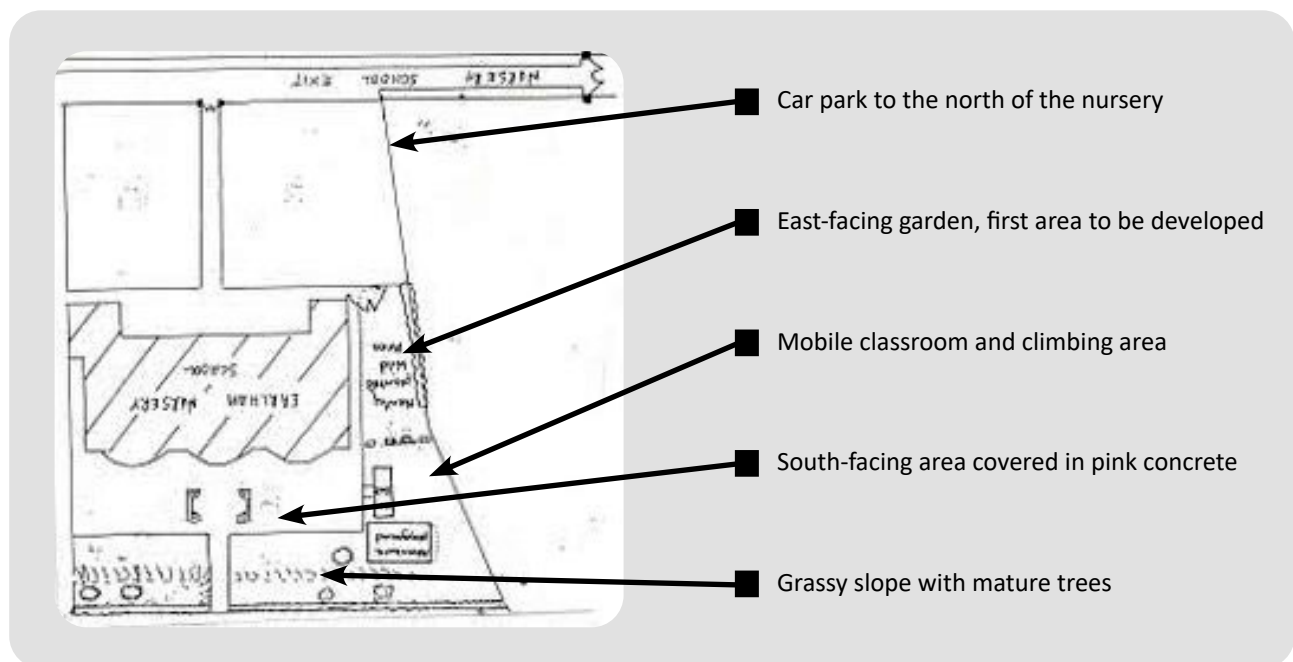 NURSERY SCHOOL EXIT
Car park to the north of the nursery
East-facing garden, first area to be developed
Mobile classroom and climbing area
South-facing area covered in pink concrete
Grassy slope with mature trees
EARLHAM NURSERY
SCHOOL
Wild